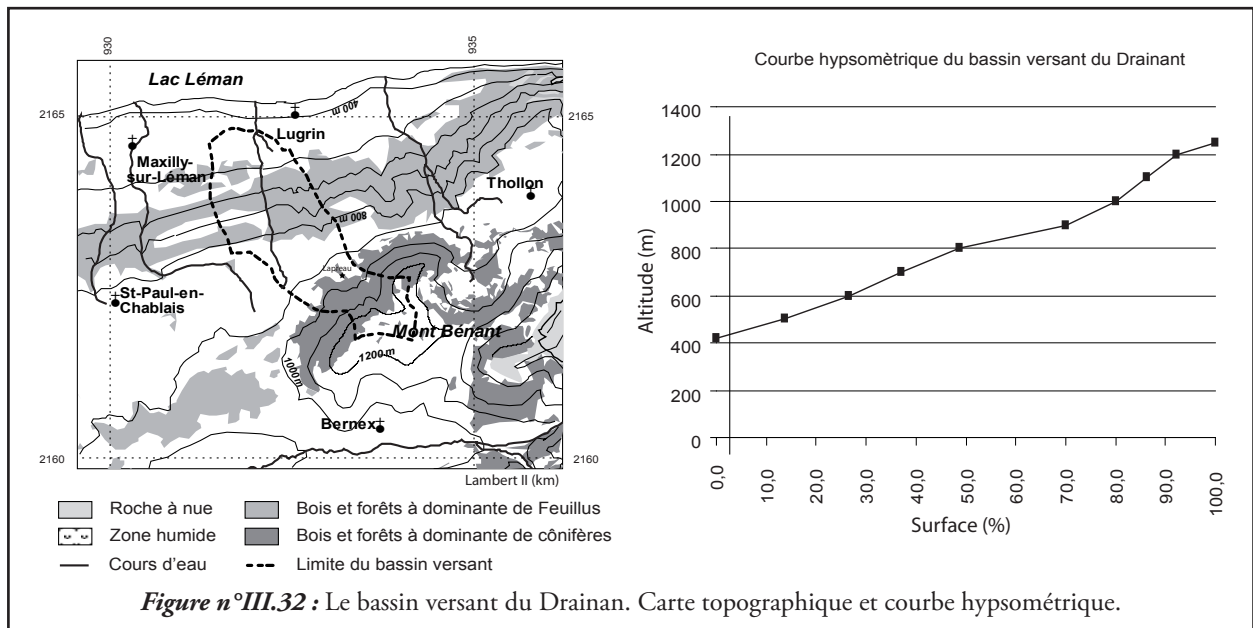 930
935
Lac Léman
2165
2165
400 m
Lugrin
Maxilly-
sur-Léman
Thollon
800 m
Lapreau
St-Paul-en-
Chablais
Mont Bénant
1200 m
1000m
Bernex
2160
2160
Lambert II (km)
Roche à nue
Bois et forêts à dominante de Feuillus
Zone humide
Bois et forêts à dominante de cônifères
Cours d'eau
Limite du bassin versant
Courbe hypsomètrique du bassin versant du Drainant
1400
1200
1000
800
600
400
200
0
Altitude (m)
0,0
10,0
20,0
30,0
40,0
50,0
60,0
70,0
80,0
90,0
100,0
Surface (%)
Figure n°III.32 : Le bassin versant du Drainan. Carte topographique et courbe hypsométrique.